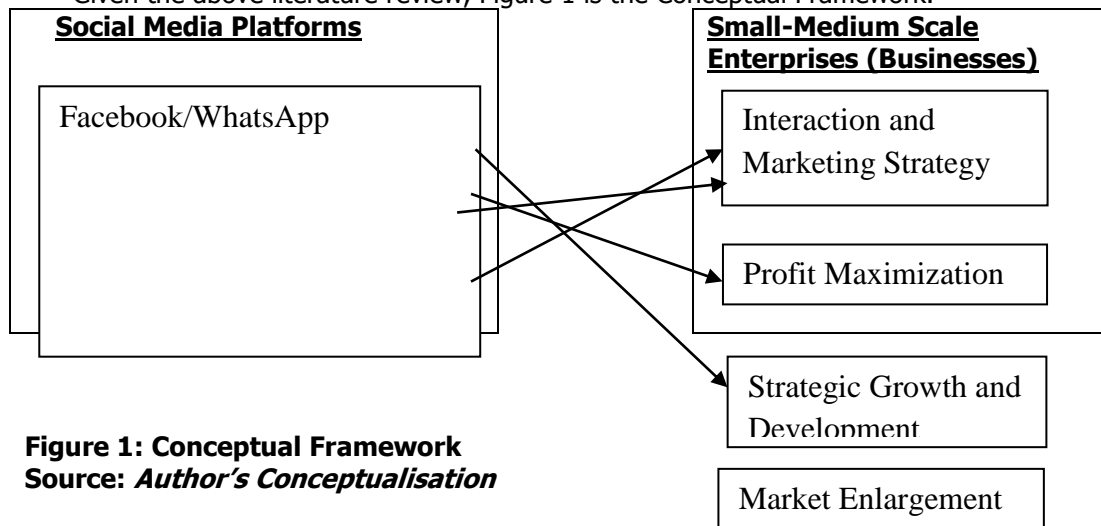 Given the above literature review, Figure 1 is the Conceptual Framework.
Social Media Platforms
Facebook/WhatsApp
Small-Medium Scale
Enterprises (Businesses)
Interaction and
Marketing Strategy
Profit Maximization
Strategic Growth and
Development
Market Enlargement
Figure 1: Conceptual Framework
Source: Author's Conceptualisation